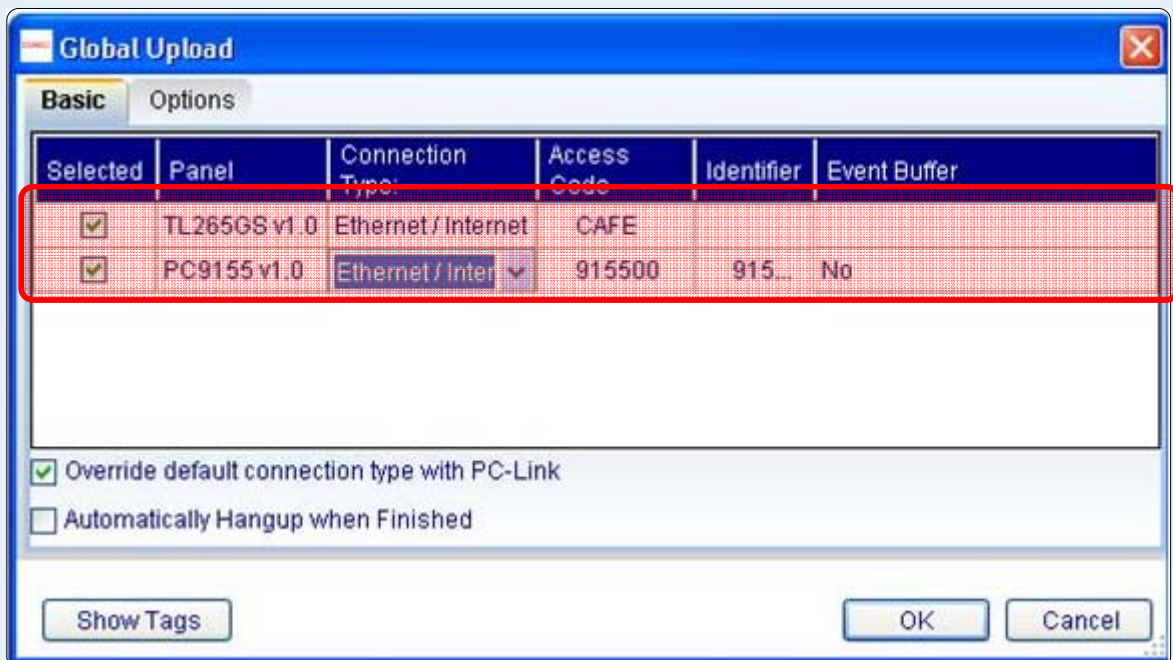 Global Upload
Basic Options
Selected Panel Connection Type: Access Code Identifier Event Buffer
TL265GS v1.0 Ethernet / Internet CAFE
PC9155 v1.0 Ethernet / Inter 915500 915... No
Override default connection type with PC-Link
Automatically Hangup when Finished
Show Tags OK Cancel